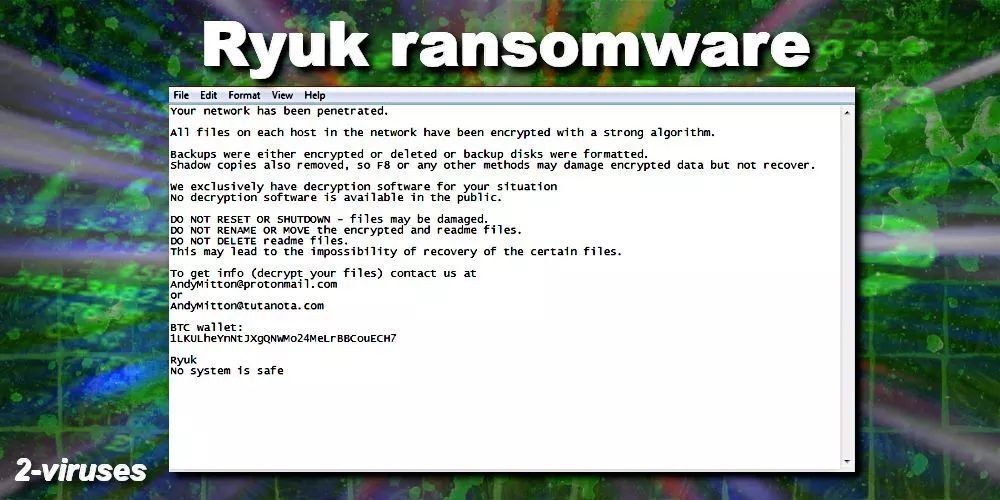 Ryuk ransomware
File Edit Format View Help
Your network has been penetrated.
All files on each host in the network have been encrypted with a strong algorithm.
Backups were either encrypted or deleted or backup disks were formatted.
Shadow copies also removed, so F8 or any other methods may damage encrypted data but not recover.
We exclusively have decryption software for your situation
No decryption software is available in the public.
DO NOT RESET OR SHUTDOWN - files may be damaged.
DO NOT RENAME OR MOVE the encrypted and readme files.
DO NOT DELETE readme files.
This may lead to the impossibility of recovery of the certain files.
To get info (decrypt your files) contact us at
AndyMitton@protonmail.com
or
AndyMitton@tutanota.com
BTC wallet:
1LKULheYnNtJXgQNWMo24MeLrBBCouECH7
Ryuk
No system is safe
2-viruses